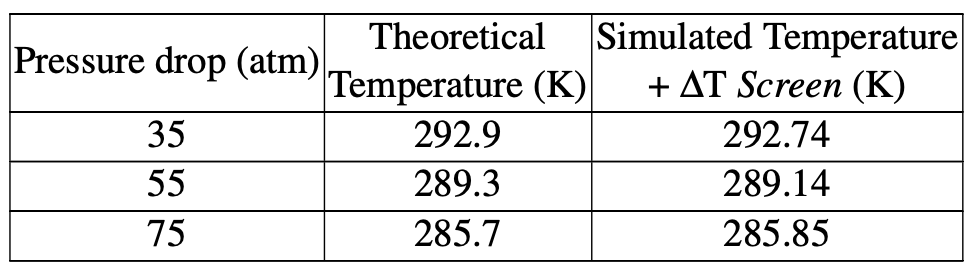 Pressure drop (atm) Theoretical Temperature (K) Simulated Temperature + ΔT Screen (K)
35 292.9 292.74
55 289.3 289.14
75 285.7 285.85